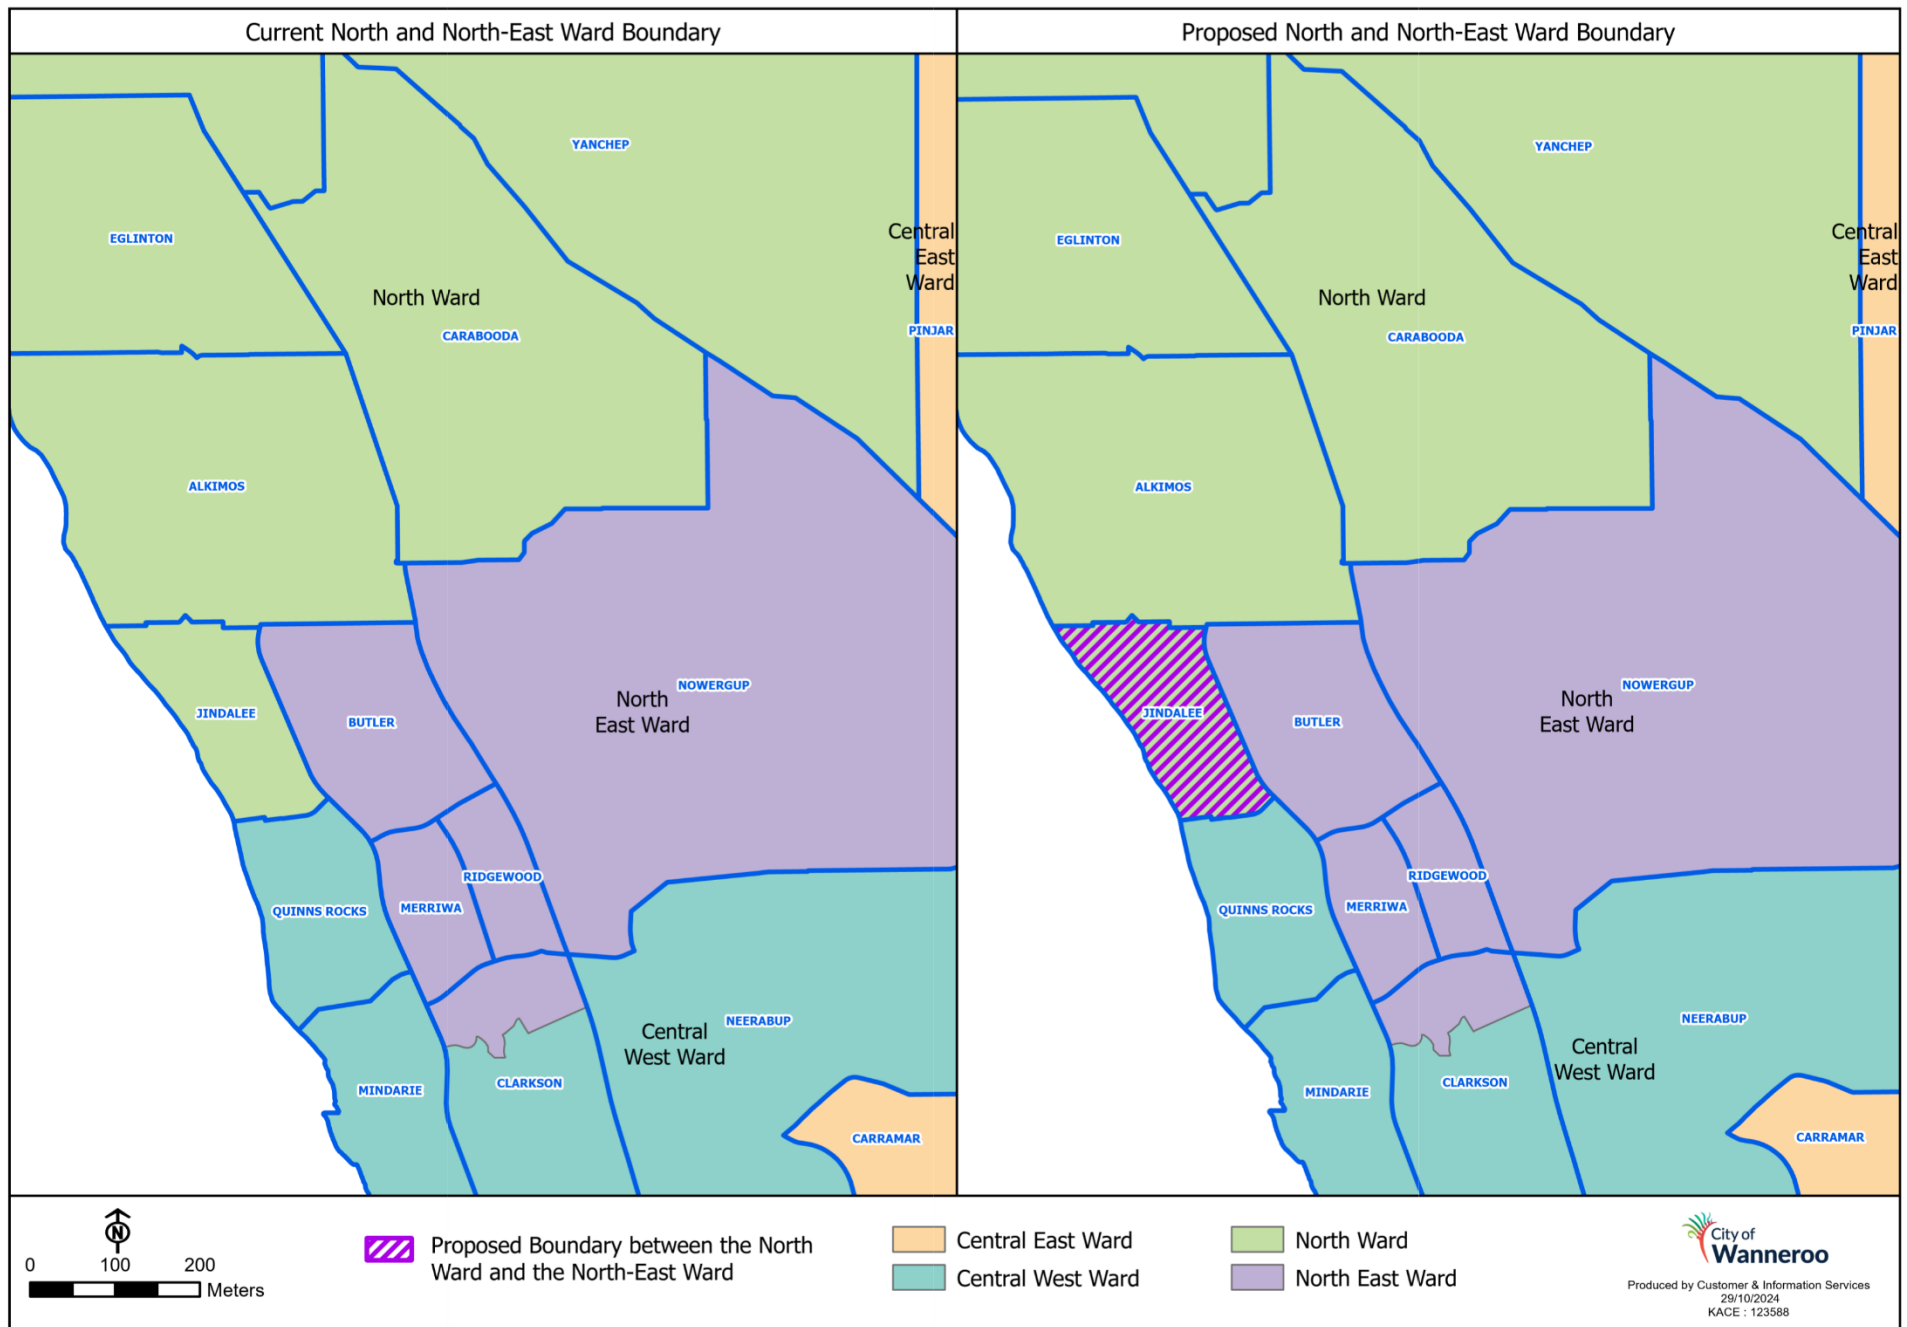 Current North and North-East Ward Boundary
YANCHEP
EGLINTON
Central
East
Ward
North Ward
CARABOODA
PINJAR
ALKIMOS
NOWERGUP
North
East Ward
JINDALEE
BUTLER
RIDGEWOOD
QUINNS ROCKS
MERRIWA
NEERABUP
Central
West Ward
MINDARIE
CLARKSON
CARRAMAR
Proposed North and North-East Ward Boundary
YANCHEP
EGLINTON
Central
East
Ward
North Ward
CARABOODA
PINJAR
ALKIMOS
NOWERGUP
North
East Ward
JINDALEE
BUTLER
RIDGEWOOD
QUINNS ROCKS
MERRIWA
NEERABUP
Central
West Ward
MINDARIE
CLARKSON
CARRAMAR
N
0 100 200
Meters
Proposed Boundary between the North
Ward and the North-East Ward
Central East Ward
Central West Ward
North Ward
North East Ward
City of
Wanneroo
Produced by Customer & Information Services
29/10/2024
KACE : 123588